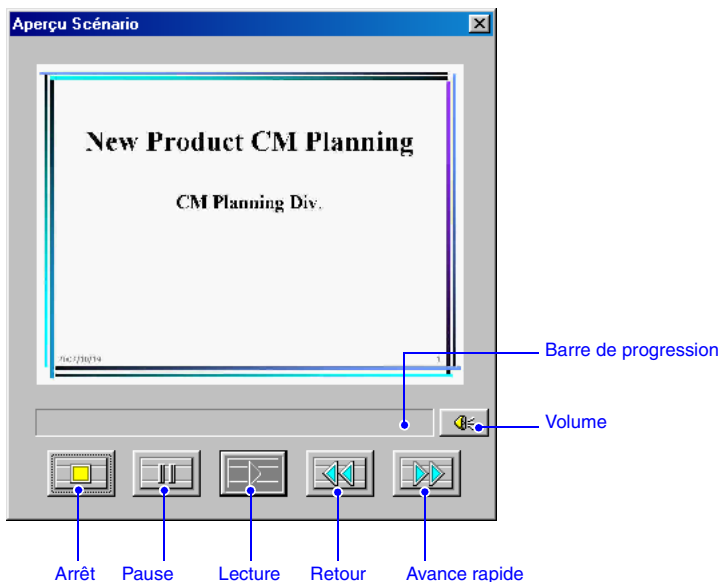 Aperçu Scénario
New Product CM Planning
CM Planning Div.
1
Barre de progression
Volume
Arrêt Pause Lecture Retour Avance rapide